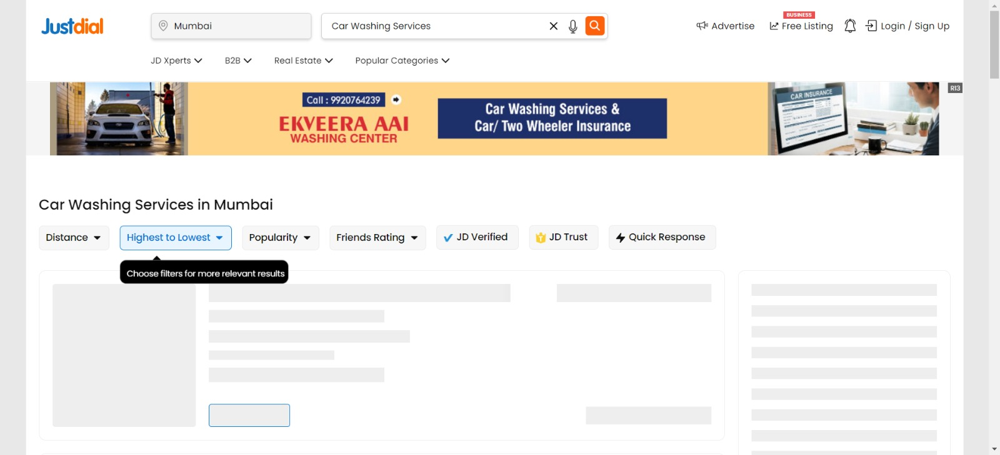 Justdial
Mumbai
Car Washing Services
Advertise
BUSINESS
Free Listing
Login / Sign Up
JD Xperts
B2B
Real Estate
Popular Categories
Call : 9920764239
EKVEERA AAI
WASHING CENTER
Car Washing Services &
Car/ Two Wheeler Insurance
CAR INSURANCE
R13
Car Washing Services in Mumbai
Distance
Highest to Lowest
Popularity
Friends Rating
JD Verified
T JD Trust
Quick Response
Choose filters for more relevant results